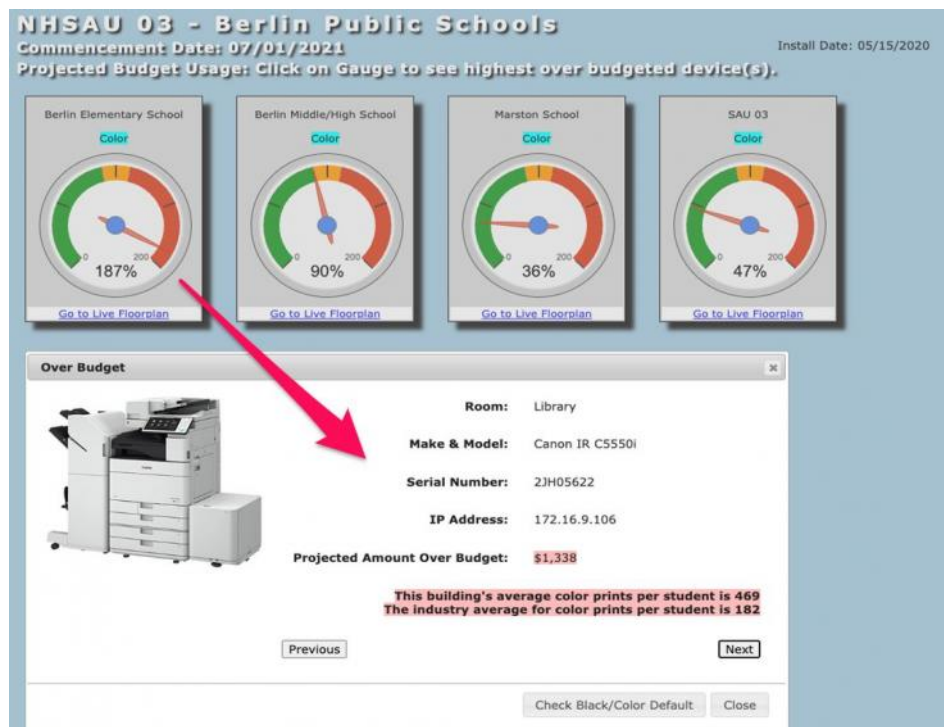 NHSAU 03 - Berlin Public Schools
Commencement Date: 07/01/2021
Install Date: 05/15/2020
Projected Budget Usage: Click on Gauge to see highest over budgeted device(s).
Berlin Elementary School
Color
0 200
187%
Go to Live Floorplan
Berlin Middle/High School
Color
0 200
90%
Go to Live Floorplan
Marston School
Color
0 200
36%
Go to Live Floorplan
SAU 03
Color
0 200
47%
Go to Live Floorplan
Over Budget
Room: Library
Make & Model: Canon IR C5550i
Serial Number: 2JH05622
IP Address: 172.16.9.106
Projected Amount Over Budget: $1,338
This building's average color prints per student is 469
The industry average for color prints per student is 182
Previous
Next
Check Black/Color Default
Close